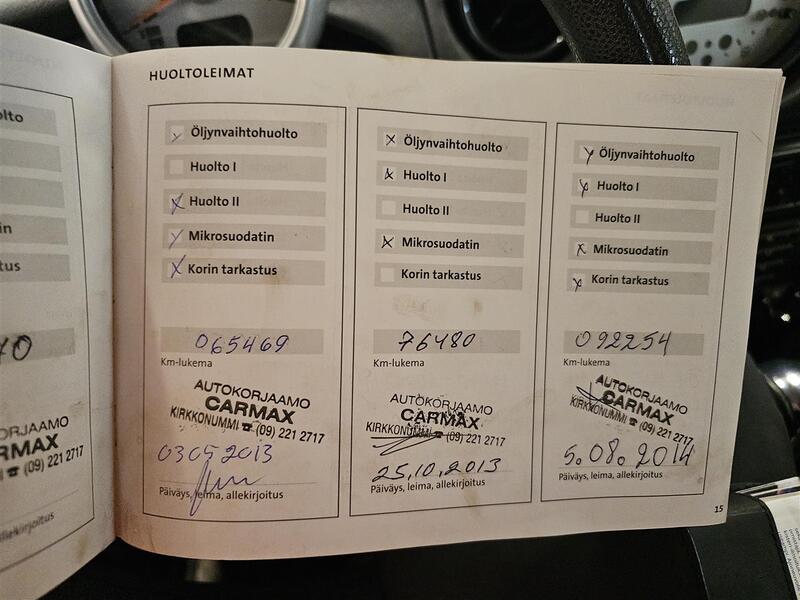 HUOLTOLEIMAT
Öljynvaihtohuolto
Huolto I
Huolto II
Mikrosuodatin
Korin tarkastus
065469
Km-lukema
AUTOKORJAAMO
CARMAX
KIRKKONUMMI ☎ (09) 221 2717
03 05 2013
Päiväys, leima, allekirjoitus
Öljynvaihtohuolto
Huolto I
Huolto II
Mikrosuodatin
Korin tarkastus
76480
Km-lukema
AUTOKORJAAMO
CARMAX
KIRKKONUMMI ☎ (09) 221 2717
25.10.2013
Päiväys, leima, allekirjoitus
Öljynvaihtohuolto
Huolto I
Huolto II
Mikrosuodatin
Korin tarkastus
092254
Km-lukema
AUTOKORJAAMO
CARMAX
KIRKKONUMMI ☎ (09) 221 2717
5.08.2014
Päiväys, leima, allekirjoitus
15